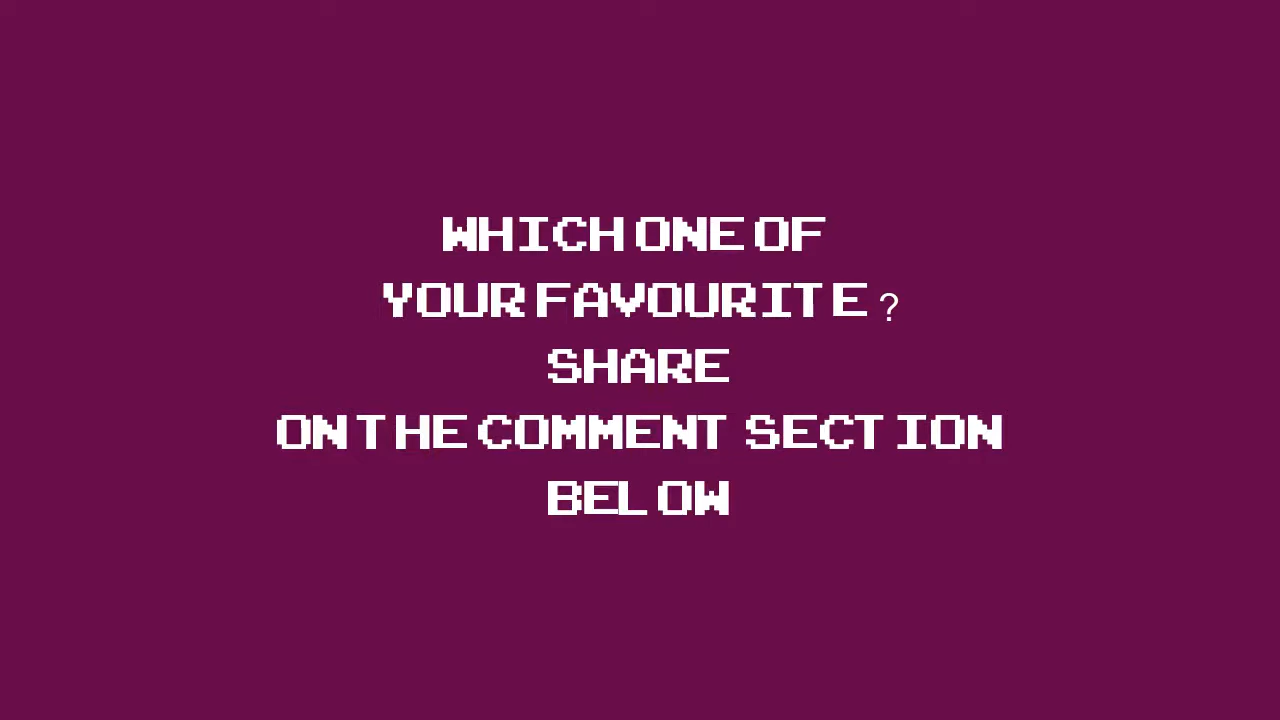 WHICH ONE OF
YOUR FAVOURITE ?
SHARE
ON THE COMMENT SECTION
BELOW